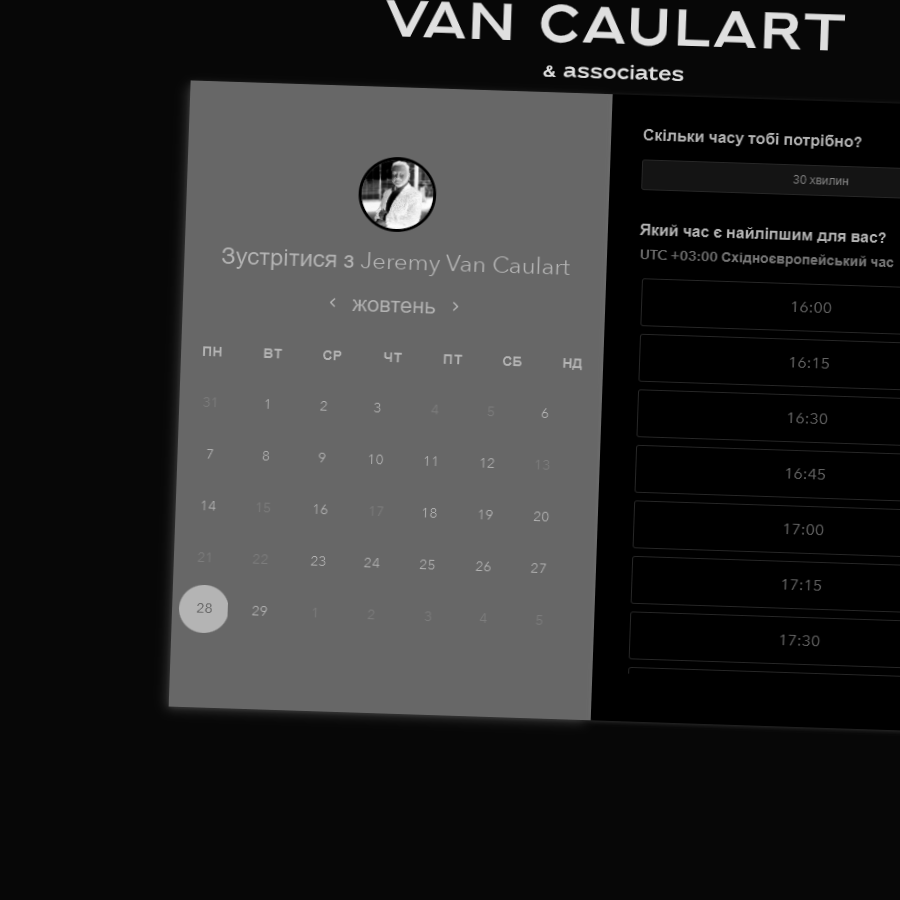 VAN CAULART
& associates
Зустрітися з Jeremy Van Caulart
жовтень
ПН ВТ СР ЧТ ПТ СБ НД
31 1 2 3 4 5 6
7 8 9 10 11 12 13
14 15 16 17 18 19 20
21 22 23 24 25 26 27
28 29 1 2 3 4 5
Скільки часу тобі потрібно?
30 хвилин
Який час є найліпшим для вас?
UTC +03:00 Східноєвропейський час
16:00
16:15
16:30
16:45
17:00
17:15
17:30